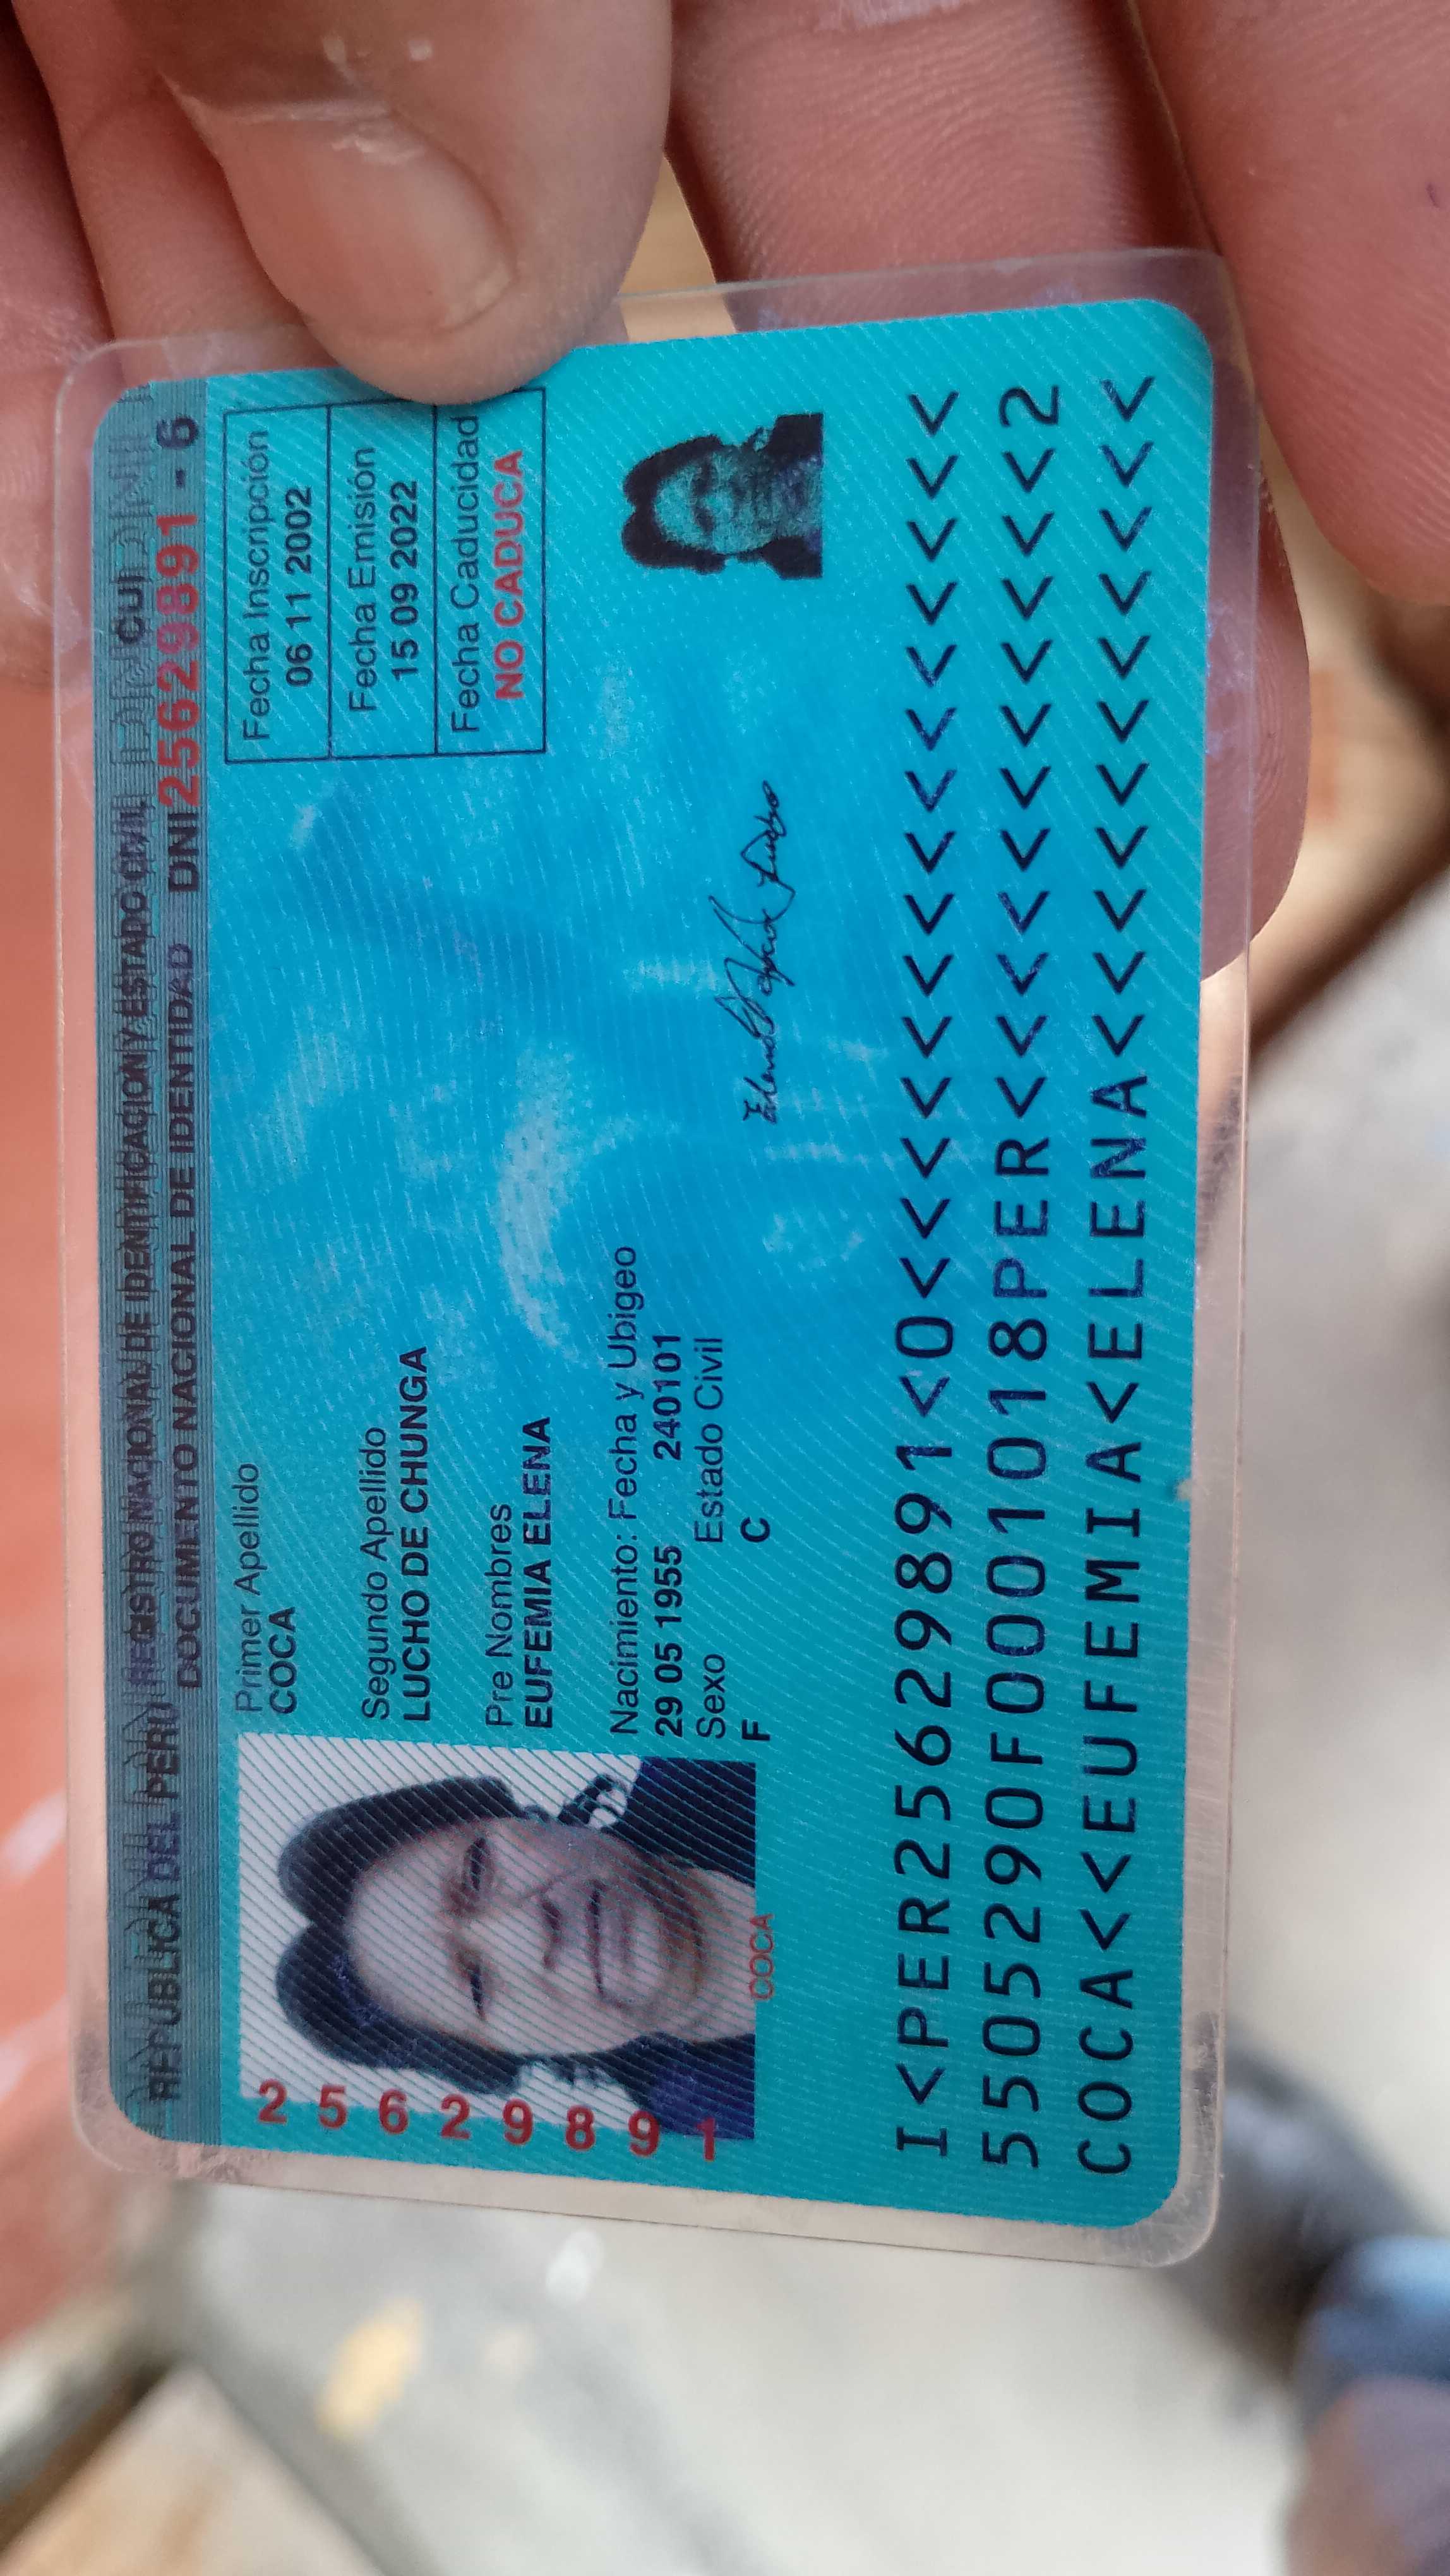 REPUBLICA DEL PERU REGISTRO NACIONAL DE IDENTIFICACION Y ESTADO CIVIL
CUI
DOCUMENTO NACIONAL DE IDENTIDAD DNI 25629891 - 6
Primer Apellido
COCA
Segundo Apellido
LUCHO DE CHUNGA
Pre Nombres
EUFEMIA ELENA
Nacimiento: Fecha y Ubigeo
29 05 1955 240101
Sexo Estado Civil
F C
Fecha Inscripción
06 11 2002
Fecha Emisión
15 09 2022
Fecha Caducidad
NO CADUCA
25629891
COCA
I<PER25629891<0<<<<<<<<<<<<<<<
5505290F0001018PER<<<<<<<<<<<2
COCA<<EUFEMIA<ELENA<<<<<<<<<<<